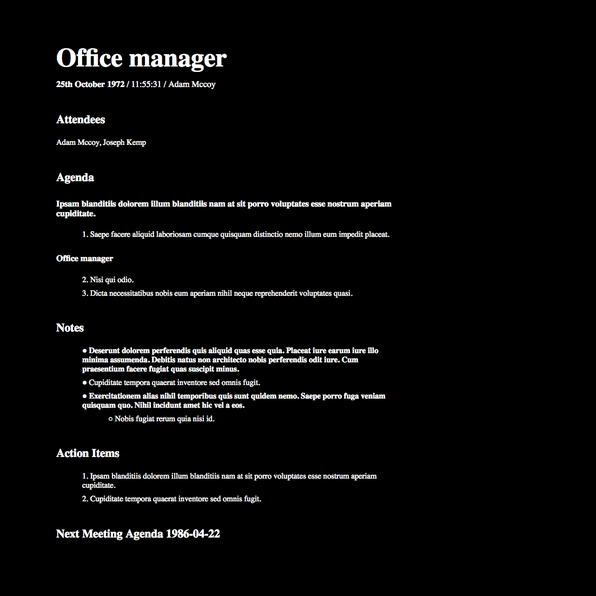 Office manager
25th October 1972 / 11:55:31 / Adam Mccoy
Attendees
Adam Mccoy, Joseph Kemp
Agenda
Ipsam blanditiis dolorem illum blanditiis nam at sit porro voluptates esse nostrum aperiam
cupiditate.
1. Saepe facere aliquid laboriosam cumque quisquam distinctio nemo illum eum impedit placeat.
Office manager
2. Nisi qui odio.
3. Dicta necessitatibus nobis eum aperiam nihil neque reprehenderit voluptates quasi.
Notes
● Deserunt dolorem perferendis quis aliquid quas esse quia. Placeat iure earum iure illo
minima assumenda. Debitis natus non architecto nobis perferendis odit iure. Cum
praesentium facere fugiat quas suscipit minus.
● Cupiditate tempora quaerat inventore sed omnis fugit.
● Exercitationem alias nihil temporibus quis sunt quidem nemo. Saepe porro fuga veniam
quisquam quo. Nihil incidunt amet hic vel a eos.
○ Nobis fugiat rerum quia nisi id.
Action Items
1. Ipsam blanditiis dolorem illum blanditiis nam at sit porro voluptates esse nostrum aperiam
cupiditate.
2. Cupiditate tempora quaerat inventore sed omnis fugit.
Next Meeting Agenda 1986-04-22